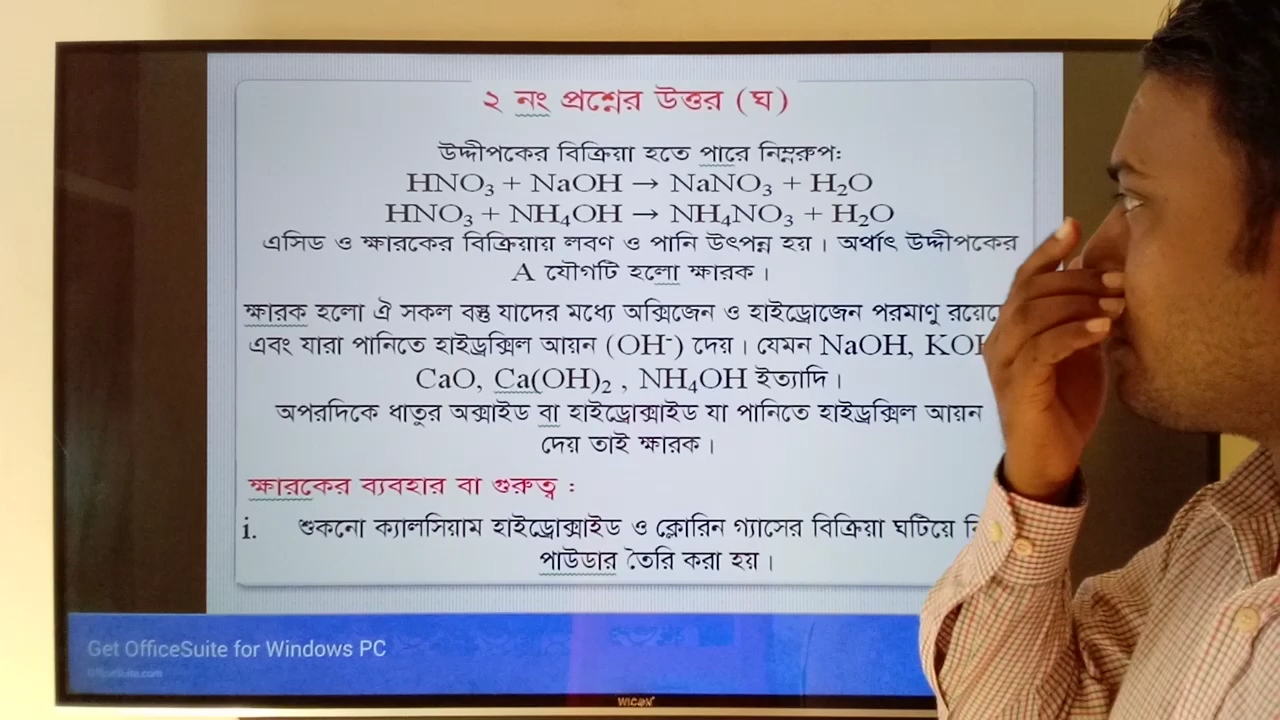 ২ নং প্রশ্নের উত্তর (ঘ)
উদ্দীপকের বিক্রিয়া হতে পারে নিম্নরুপ:
HNO₃ + NaOH → NaNO₃ + H₂O
HNO₃ + NH₄OH → NH₄NO₃ + H₂O
এসিড ও ক্ষারকের বিক্রিয়ায় লবণ ও পানি উৎপন্ন হয়। অর্থাৎ উদ্দীপকের
A যৌগটি হলো ক্ষারক।
ক্ষারক হলো ঐ সকল বস্তু যাদের মধ্যে অক্সিজেন ও হাইড্রোজেন পরমাণু
এবং যারা পানিতে হাইড্রক্সিল আয়ন (OH⁻) দেয়। যেমন NaOH,
CaO, Ca(OH)₂ , NH₄OH ইত্যাদি।
অপরদিকে ধাতুর অক্সাইড বা হাইড্রোক্সাইড যা পানিতে হাইড্রক্সিল আয়ন
দেয় তাই ক্ষারক।
ক্ষারকের ব্যবহার বা গুরুত্ব :
i. শুকনো ক্যালসিয়াম হাইড্রোক্সাইড ও ক্লোরিন গ্যাসের বিক্রিয়া ঘটিয়ে
পাউডার তৈরি করা হয়।
Get OfficeSuite for Windows PC
OfficeSuite.com
WICON